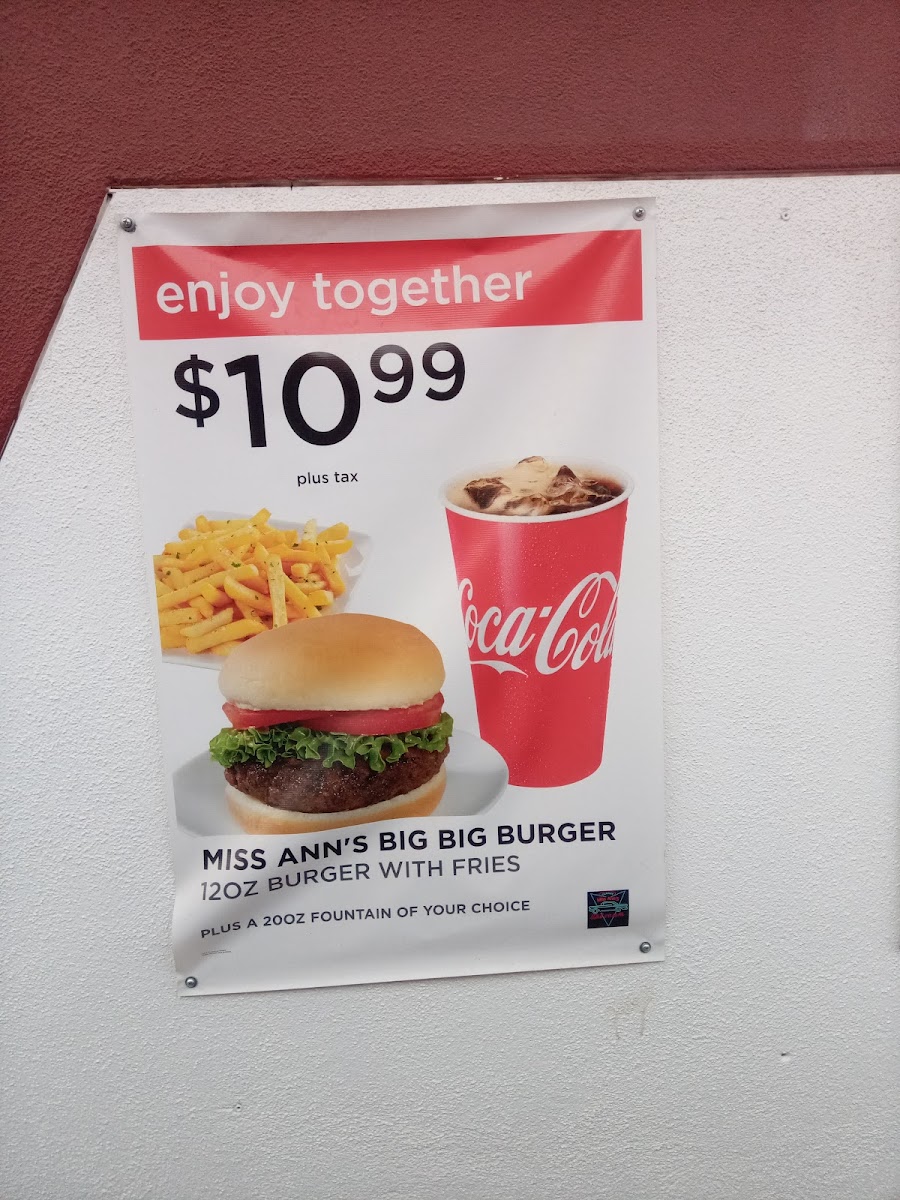 enjoy together
$10.99
plus tax
Coca-Cola
MISS ANN'S BIG BIG BURGER
12OZ BURGER WITH FRIES
PLUS A 20OZ FOUNTAIN OF YOUR CHOICE